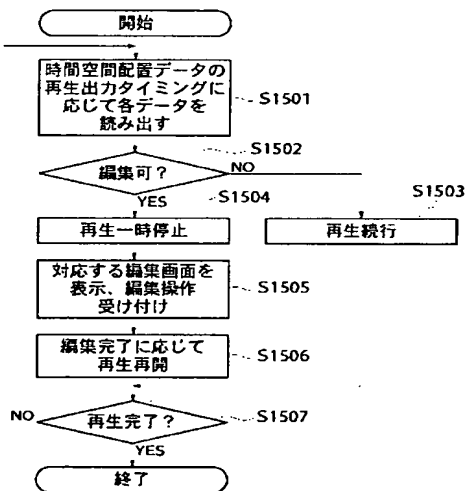 開始
時間空間配置データの
再生出力タイミングに
応じて各データを
読み出す
S1501
S1502
編集可?
NO
YES
S1504
S1503
再生一時停止
再生続行
対応する編集画面を
表示、編集操作
受け付け
S1505
編集完了に応じて
再生再開
S1506
NO
再生完了?
S1507
YES
終了